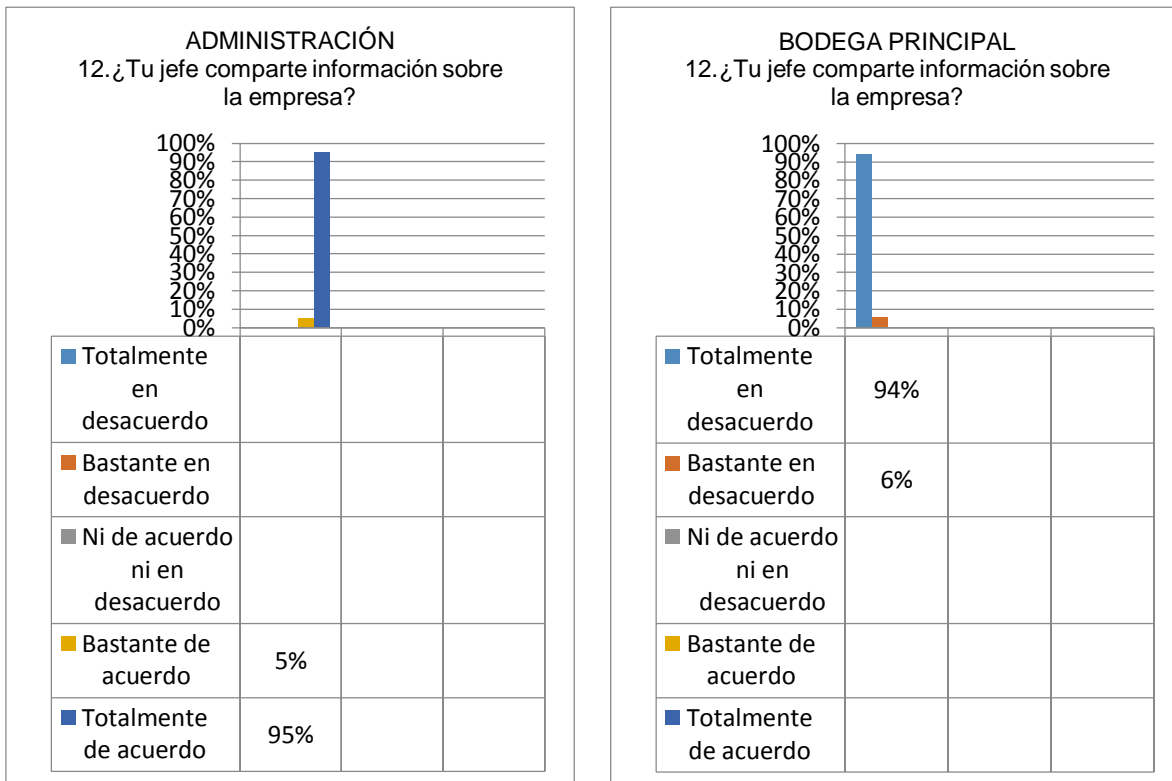 ADMINISTRACIÓN
12.¿Tu jefe comparte información sobre
la empresa?
100%
90%
80%
70%
60%
50%
40%
30%
20%
10%
0%
Totalmente
en
desacuerdo
Bastante en
desacuerdo
Ni de acuerdo
ni en
desacuerdo
Bastante de
acuerdo
5%
Totalmente
de acuerdo
95%
BODEGA PRINCIPAL
12.¿Tu jefe comparte información sobre
la empresa?
100%
90%
80%
70%
60%
50%
40%
30%
20%
10%
0%
Totalmente
en
desacuerdo
94%
Bastante en
desacuerdo
6%
Ni de acuerdo
ni en
desacuerdo
Bastante de
acuerdo
Totalmente
de acuerdo